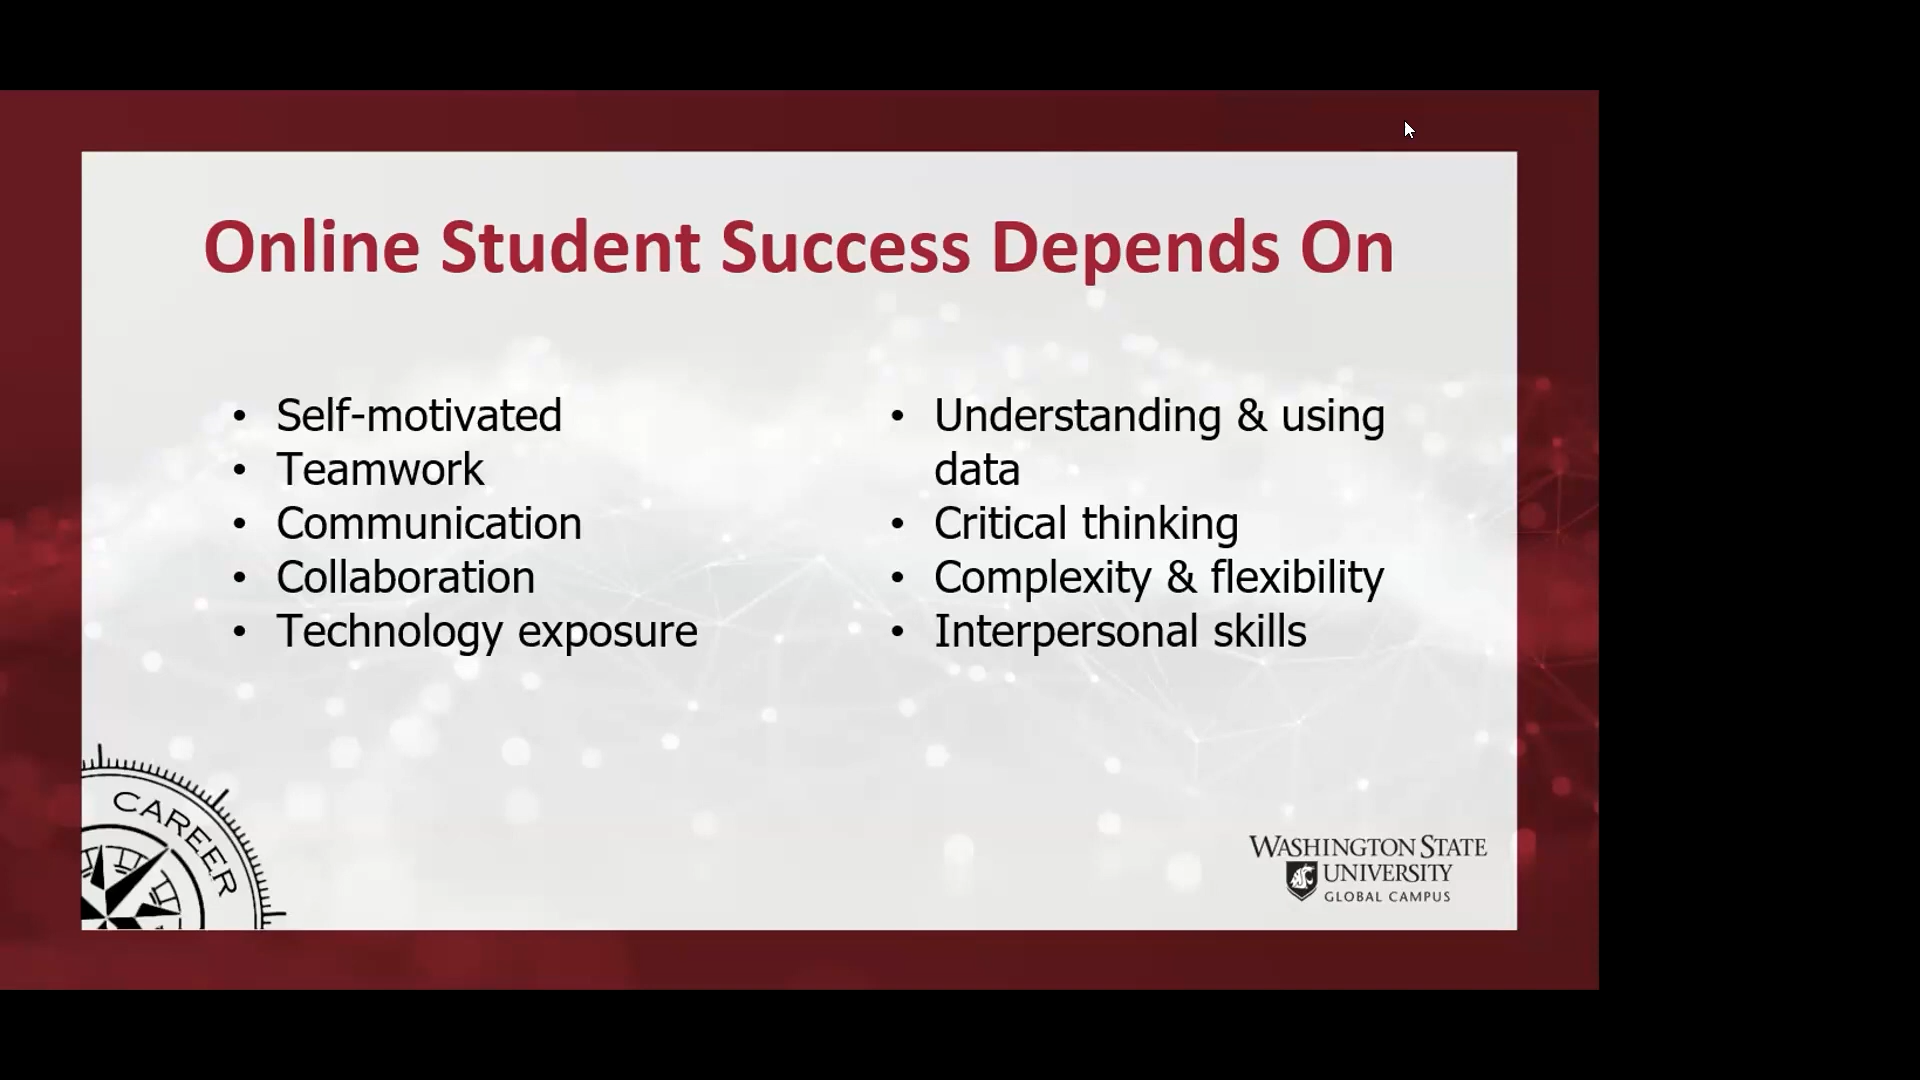 Online Student Success Depends On
• Self-motivated
• Teamwork
• Communication
• Collaboration
• Technology exposure
• Understanding & using
data
• Critical thinking
• Complexity & flexibility
• Interpersonal skills
CAREER
WASHINGTON STATE
UNIVERSITY
GLOBAL CAMPUS